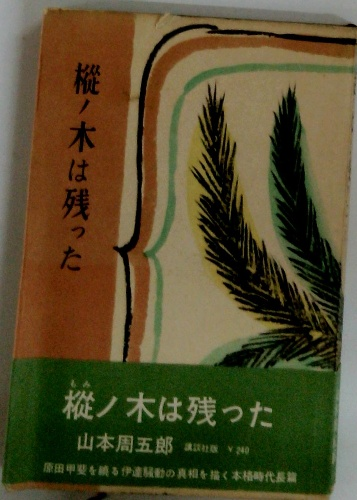 樅ノ木は残った
もみ
樅ノ木は残った
山本周五郎 講談社版 ¥240
原田甲斐を繞る伊達騒動の真相を描く本格時代長篇